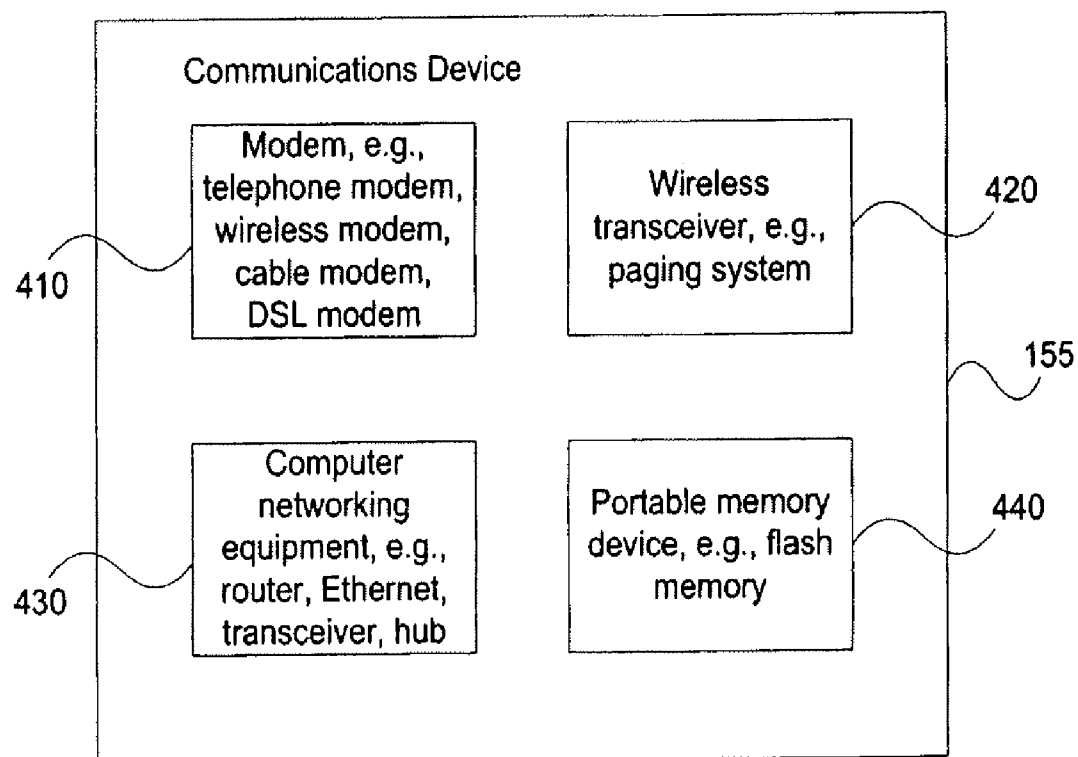 Communications Device
Modem, e.g.,
telephone modem,
wireless modem,
cable modem,
DSL modem
410
Wireless
transceiver, e.g.,
paging system
420
155
Computer
networking
equipment, e.g.,
router, Ethernet,
transceiver, hub
430
Portable memory
device, e.g., flash
memory
440